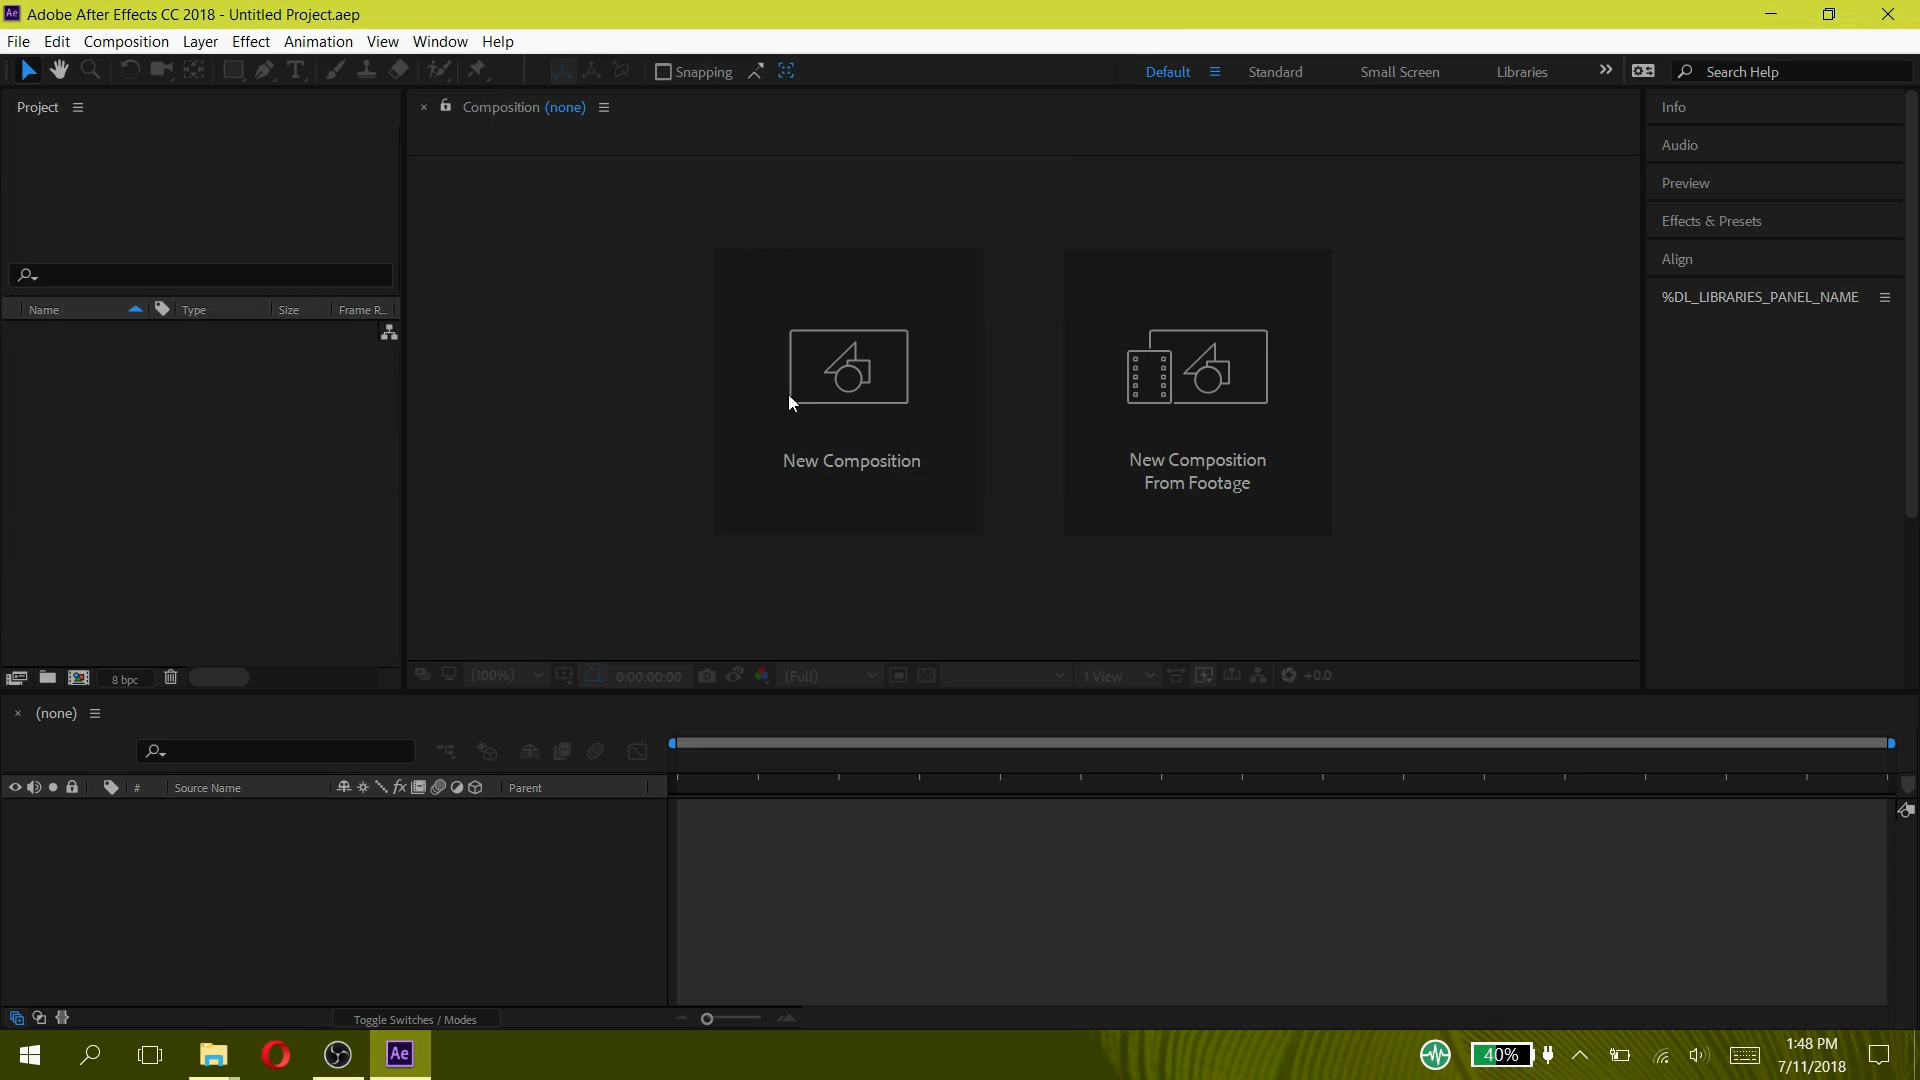 Ae Adobe After Effects CC 2018 - Untitled Project.aep
File Edit Composition Layer Effect Animation View Window Help
T Snapping Default Standard Small Screen Libraries Search Help
Project
Composition (none)
Info
Audio
Preview
Effects & Presets
Align
%DL_LIBRARIES_PANEL_NAME
Name Type Size Frame R...
New Composition
New Composition
From Footage
8 bpc
(100%) 0:00:00:00 (Full) 1 View +0.0
(none)
# Source Name fx Parent
Toggle Switches / Modes
Ae
40%
1:48 PM
7/11/2018